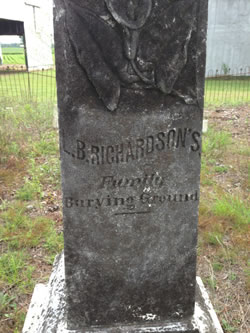 L.B. RICHARDSON'S
Family
Burying Ground